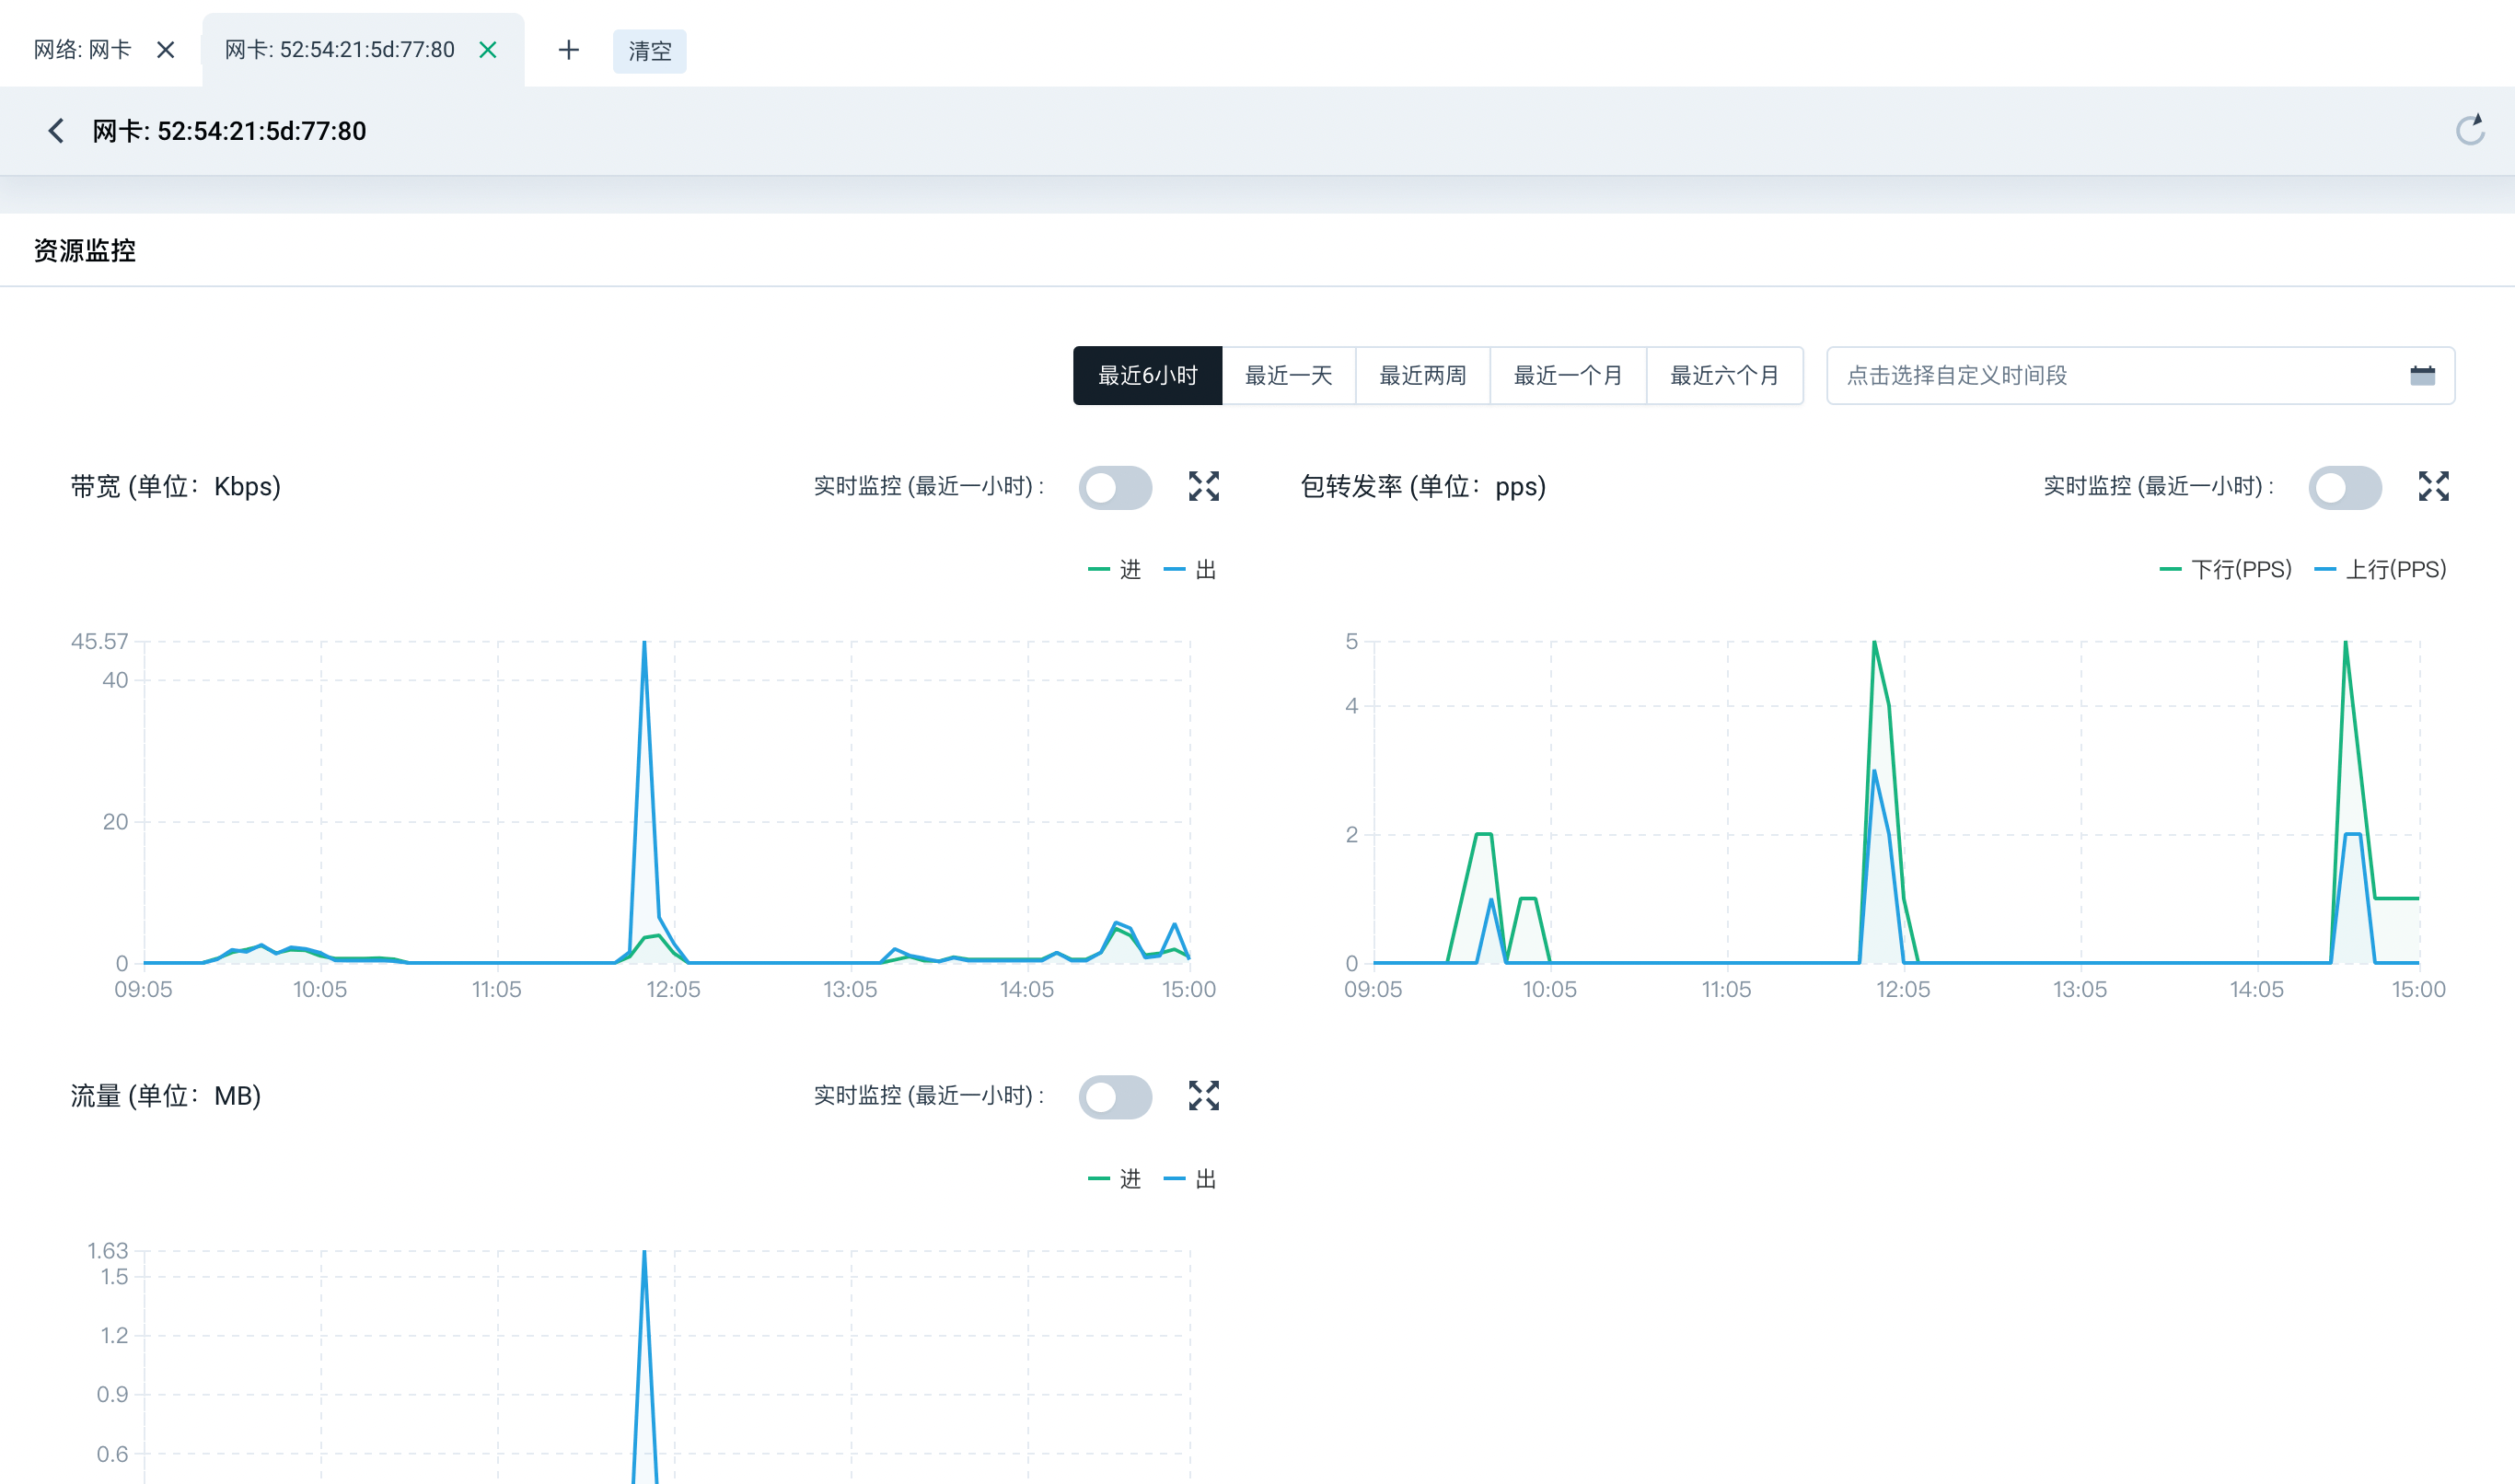 网络: 网卡
网卡: 52:54:21:5d:77:80
清空
网卡: 52:54:21:5d:77:80
资源监控
最近6小时
最近一天
最近两周
最近一个月
最近六个月
点击选择自定义时间段
带宽 (单位：Kbps)
实时监控 (最近一小时) :
进
出
45.57
40
20
0
09:05
10:05
11:05
12:05
13:05
14:05
15:00
包转发率 (单位：pps)
实时监控 (最近一小时) :
下行(PPS)
上行(PPS)
5
4
2
0
09:05
10:05
11:05
12:05
13:05
14:05
15:00
流量 (单位：MB)
实时监控 (最近一小时) :
进
出
1.63
1.5
1.2
0.9
0.6